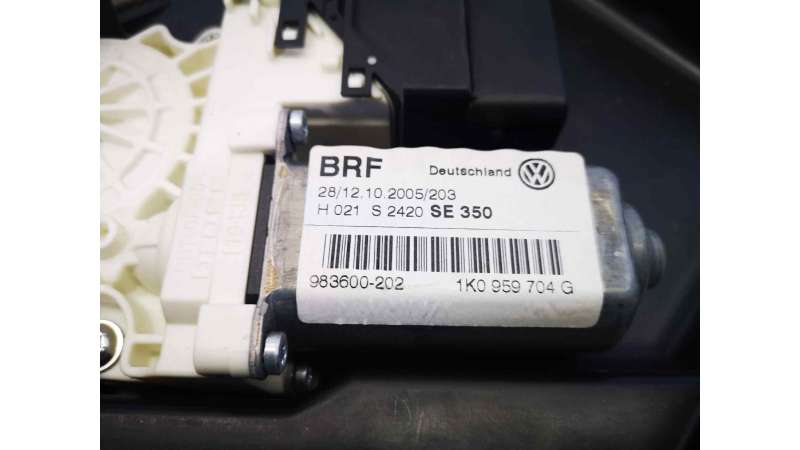 BRF Deutschland
28/12.10.2005/203
H 021 S 2420 SE 350
983600-202 1K0 959 704 G